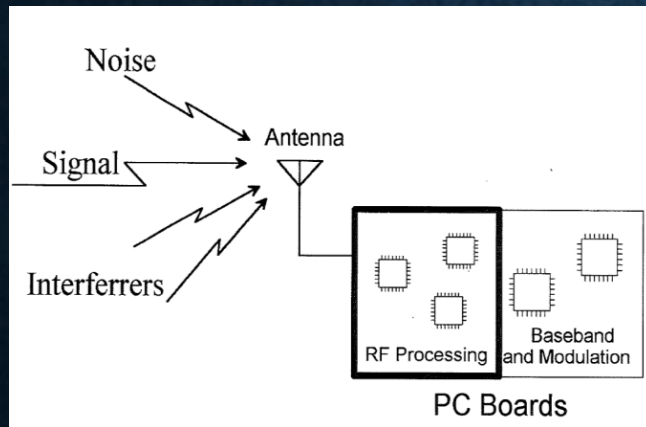 Noise
Antenna
Signal
Interferrers
RF Processing
Baseband
and Modulation
PC Boards